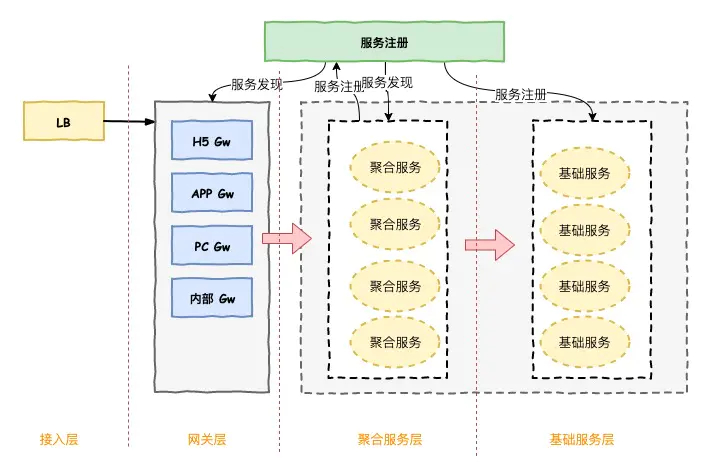 服务注册
服务发现
服务注册
服务发现
服务注册
LB
H5 Gw
APP Gw
PC Gw
内部 Gw
聚合服务
聚合服务
聚合服务
聚合服务
基础服务
基础服务
基础服务
基础服务
接入层
网关层
聚合服务层
基础服务层